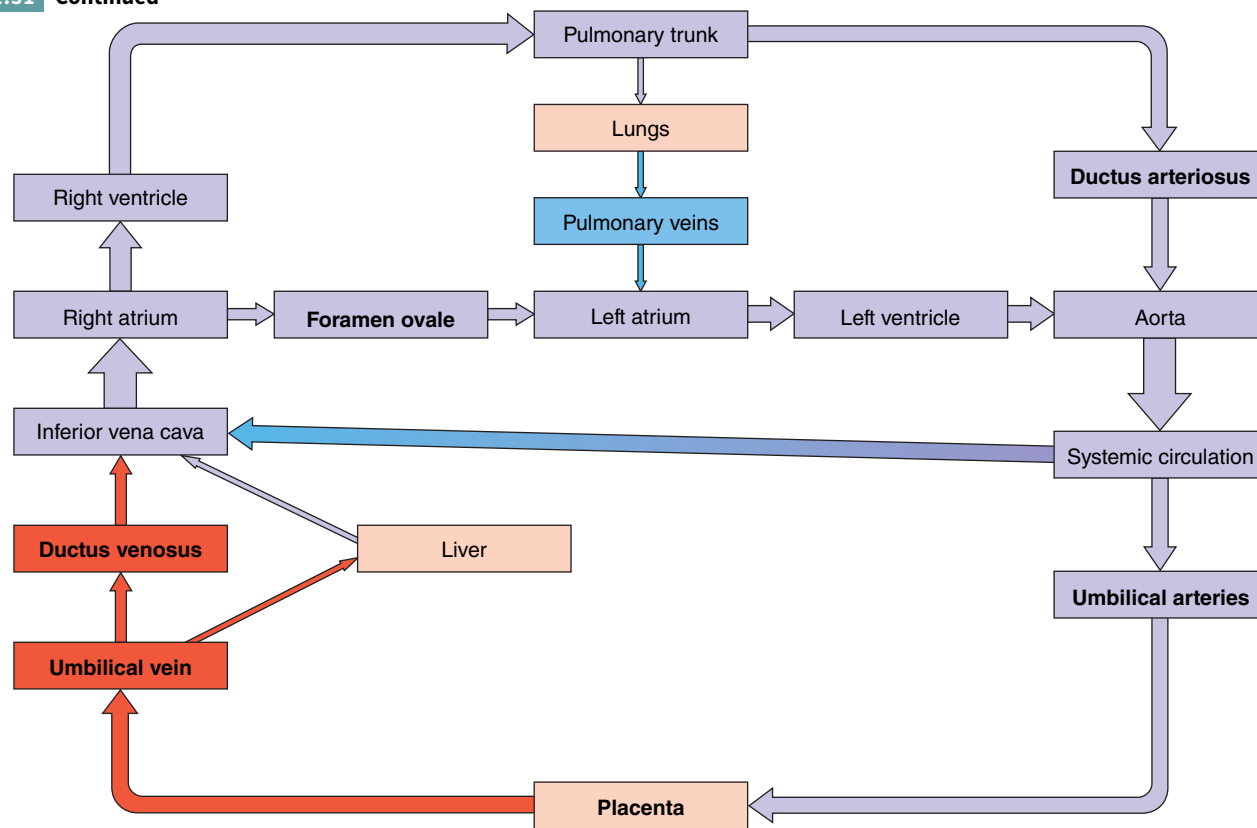 Continued
Pulmonary trunk
Lungs
Ductus arteriosus
Right ventricle
Pulmonary veins
Right atrium
Foramen ovale
Left atrium
Left ventricle
Aorta
Inferior vena cava
Systemic circulation
Ductus venosus
Liver
Umbilical arteries
Umbilical vein
Placenta